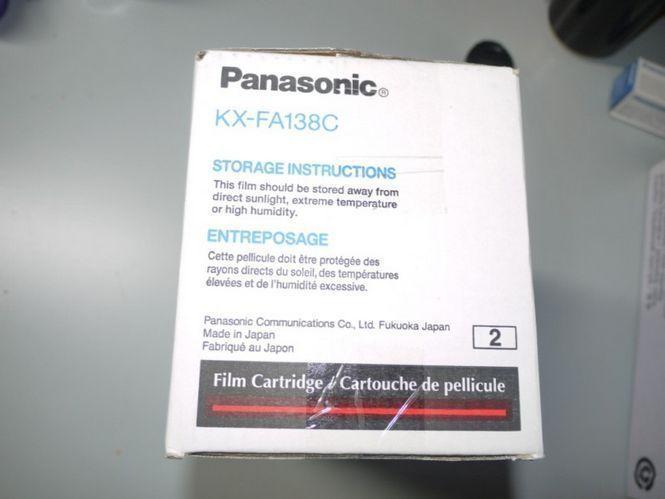 Panasonic®
KX-FA138C
STORAGE INSTRUCTIONS
This film should be stored away from
direct sunlight, extreme temperature
or high humidity.
ENTREPOSAGE
Cette pellicule doit être protégée des
rayons directs du soleil, des températures
élevées et de l'humidité excessive.
Panasonic Communications Co., Ltd. Fukuoka Japan
Made in Japan
Fabriqué au Japon
2
Film Cartridge / Cartouche de pellicule